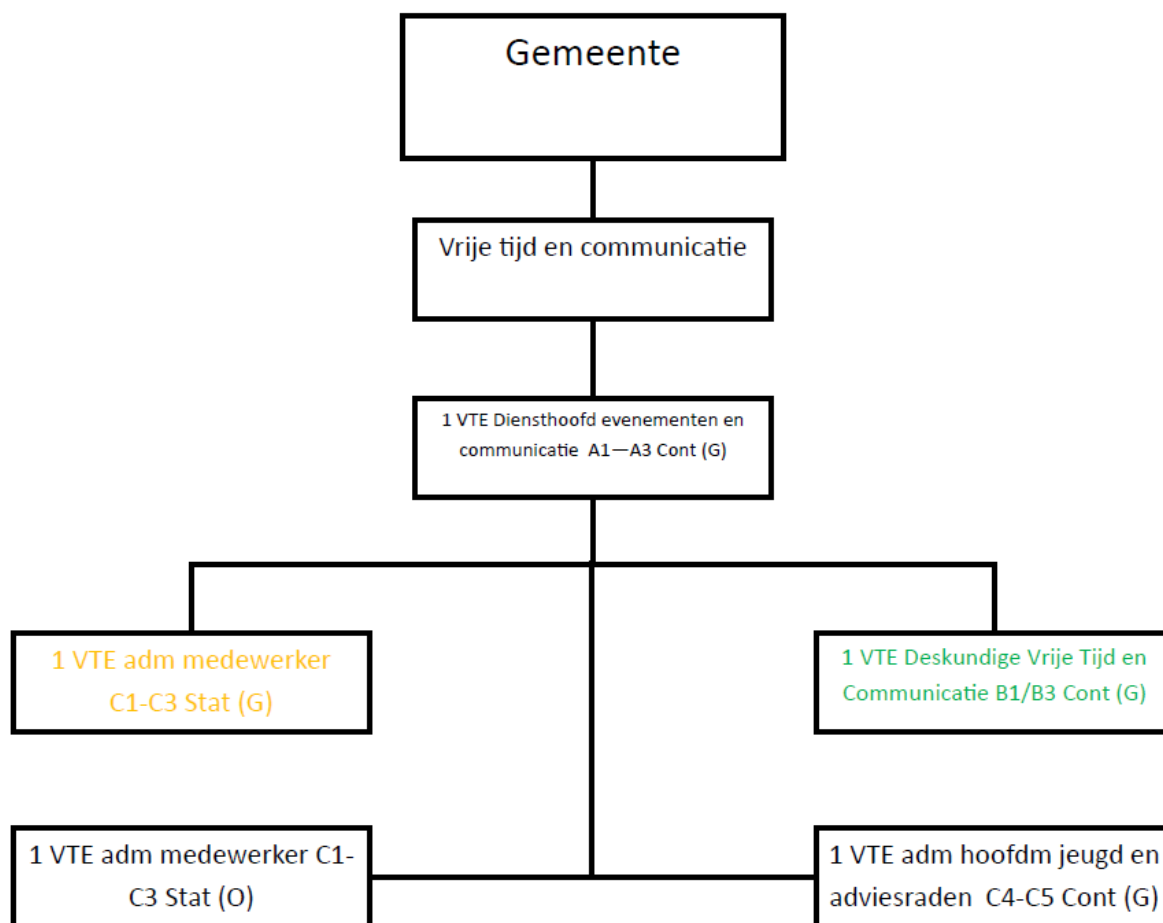 Gemeente
Vrije tijd en communicatie
1 VTE Diensthoofd evenementen en
communicatie A1—A3 Cont (G)
1 VTE adm medewerker
C1-C3 Stat (G)
1 VTE Deskundige Vrije Tijd en
Communicatie B1/B3 Cont (G)
1 VTE adm medewerker C1-
C3 Stat (O)
1 VTE adm hoofdm jeugd en
adviesraden C4-C5 Cont (G)